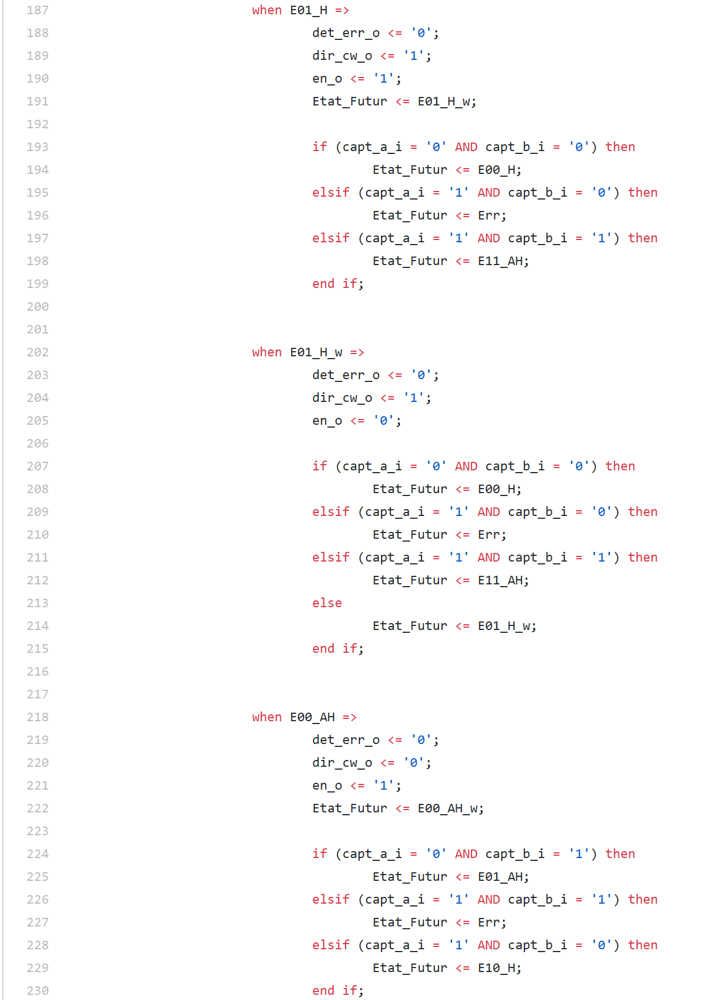 187 when E01_H =>
188 det_err_o <= '0';
189 dir_cw_o <= '1';
190 en_o <= '1';
191 Etat_Futur <= E01_H_w;
192
193 if (capt_a_i = '0' AND capt_b_i = '0') then
194 Etat_Futur <= E00_H;
195 elsif (capt_a_i = '1' AND capt_b_i = '0') then
196 Etat_Futur <= Err;
197 elsif (capt_a_i = '1' AND capt_b_i = '1') then
198 Etat_Futur <= E11_AH;
199 end if;
200
201
202 when E01_H_w =>
203 det_err_o <= '0';
204 dir_cw_o <= '1';
205 en_o <= '0';
206
207 if (capt_a_i = '0' AND capt_b_i = '0') then
208 Etat_Futur <= E00_H;
209 elsif (capt_a_i = '1' AND capt_b_i = '0') then
210 Etat_Futur <= Err;
211 elsif (capt_a_i = '1' AND capt_b_i = '1') then
212 Etat_Futur <= E11_AH;
213 else
214 Etat_Futur <= E01_H_w;
215 end if;
216
217
218 when E00_AH =>
219 det_err_o <= '0';
220 dir_cw_o <= '0';
221 en_o <= '1';
222 Etat_Futur <= E00_AH_w;
223
224 if (capt_a_i = '0' AND capt_b_i = '1') then
225 Etat_Futur <= E01_AH;
226 elsif (capt_a_i = '1' AND capt_b_i = '1') then
227 Etat_Futur <= Err;
228 elsif (capt_a_i = '1' AND capt_b_i = '0') then
229 Etat_Futur <= E10_H;
230 end if;